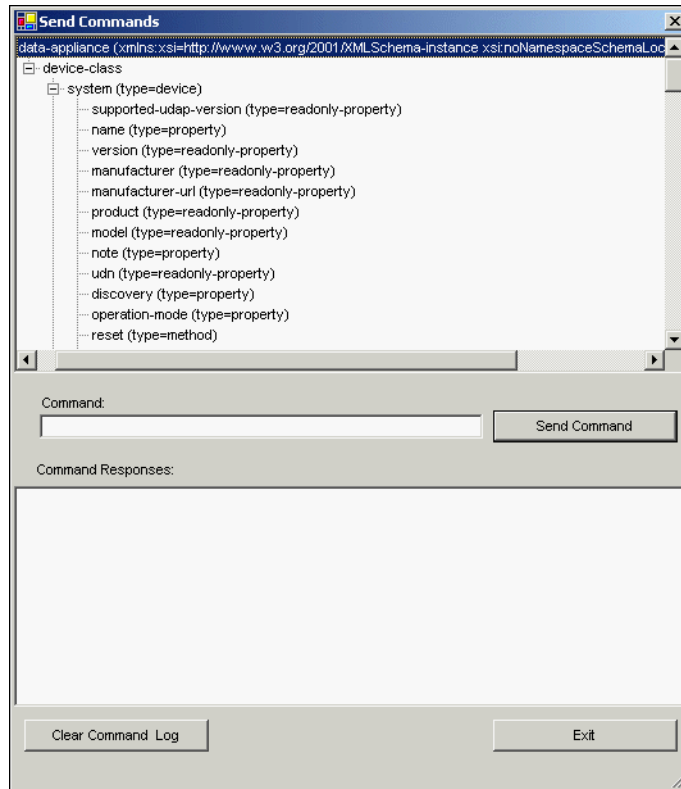 Send Commands
data-appliance (xmlns:xsi=http://www.w3.org/2001/XMLSchema-instance xsi:noNamespaceSchemaLoc
device-class
system (type=device)
supported-udap-version (type=readonly-property)
name (type=property)
version (type=readonly-property)
manufacturer (type=readonly-property)
manufacturer-url (type=readonly-property)
product (type=readonly-property)
model (type=readonly-property)
note (type=property)
udn (type=readonly-property)
discovery (type=property)
operation-mode (type=property)
reset (type=method)
Command:
Send Command
Command Responses:
Clear Command Log
Exit